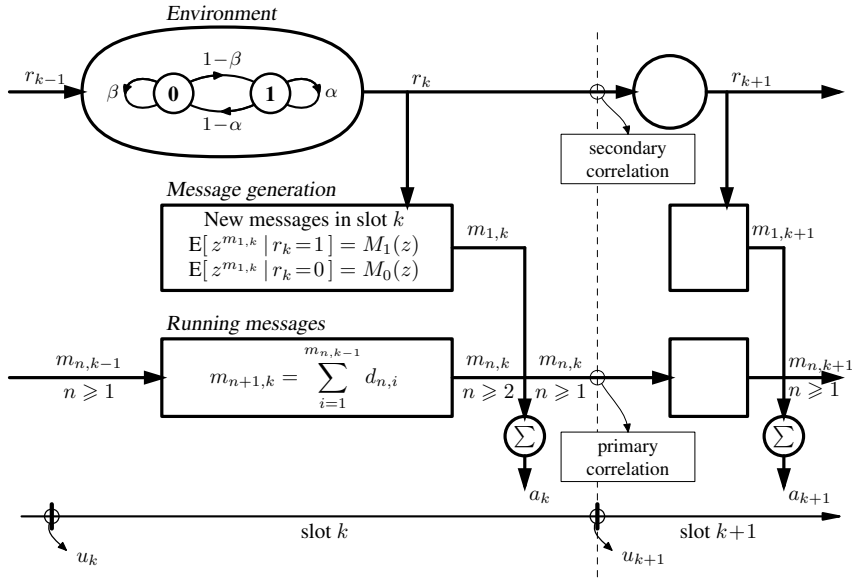 Environment
r_{k-1}
β
0
1−β
1
α
1−α
r_k
r_{k+1}
secondary
correlation
Message generation
New messages in slot k
E[ z^{m_{1,k}} | r_k=1 ] = M_1(z)
E[ z^{m_{1,k}} | r_k=0 ] = M_0(z)
m_{1,k}
m_{1,k+1}
Running messages
m_{n,k-1}
n ⩾ 1
m_{n+1,k} = ∑_{i=1}^{m_{n,k-1}} d_{n,i}
m_{n,k}
n ⩾ 2
m_{n,k}
n ⩾ 1
m_{n,k+1}
n ⩾ 1
∑
primary
correlation
∑
a_k
a_{k+1}
slot k
slot k+1
u_k
u_{k+1}